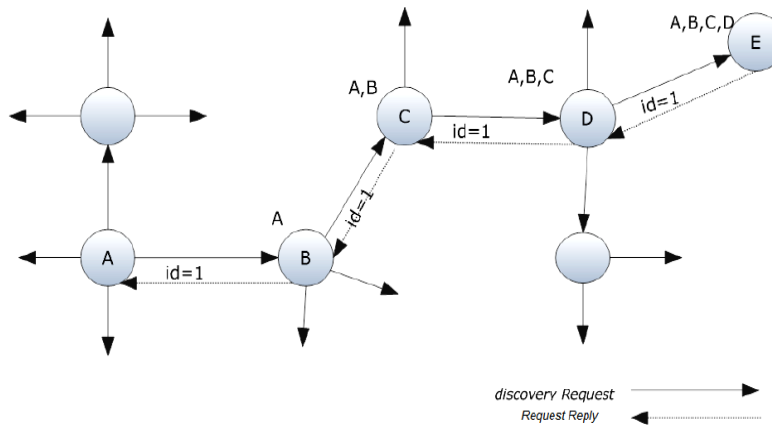 A,B,C,D
E
A,B
A,B,C
C
D
id=1
id=1
id=1
A
A
B
id=1
discovery Request
Request Reply